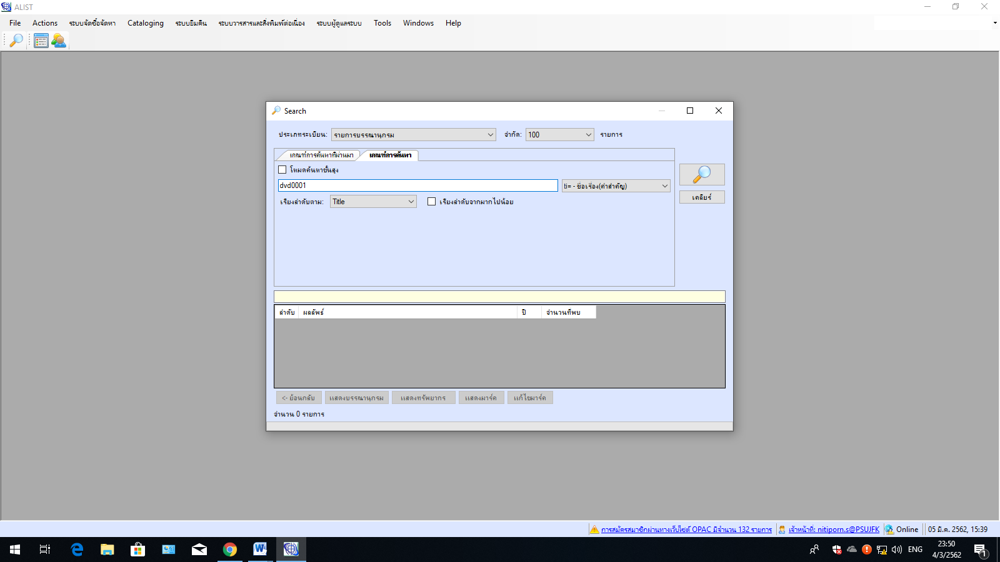 ALIST
File Actions ระบบจัดซื้อจัดหา Cataloging ระบบยืมคืน ระบบวารสารและสิ่งพิมพ์ต่อเนื่อง ระบบผู้ดูแลระบบ Tools Windows Help
Search
ประเภทระเบียน: รายการบรรณานุกรม จำกัด: 100 รายการ
เกณฑ์การค้นหาที่ผ่านมา เกณฑ์การค้นหา
โหมดค้นหาขั้นสูง
dvd0001 ti= - ชื่อเรื่อง(คำสำคัญ)
เคลียร์
เรียงลำดับตาม: Title เรียงลำดับจากมากไปน้อย
ลำดับ ผลลัพธ์ ปี จำนวนที่พบ
<- ย้อนกลับ แสดงบรรณานุกรม แสดงทรัพยากร แสดงมาร์ค แก้ไขมาร์ค
จำนวน 0 รายการ
การสมัครสมาชิกผ่านทางเว็บไซต์ OPAC มีจำนวน 132 รายการ เจ้าหน้าที่: nitiporn.s@PSUJFK Online 05 มี.ค. 2562, 15:39
ENG 23:50
4/3/2562
1